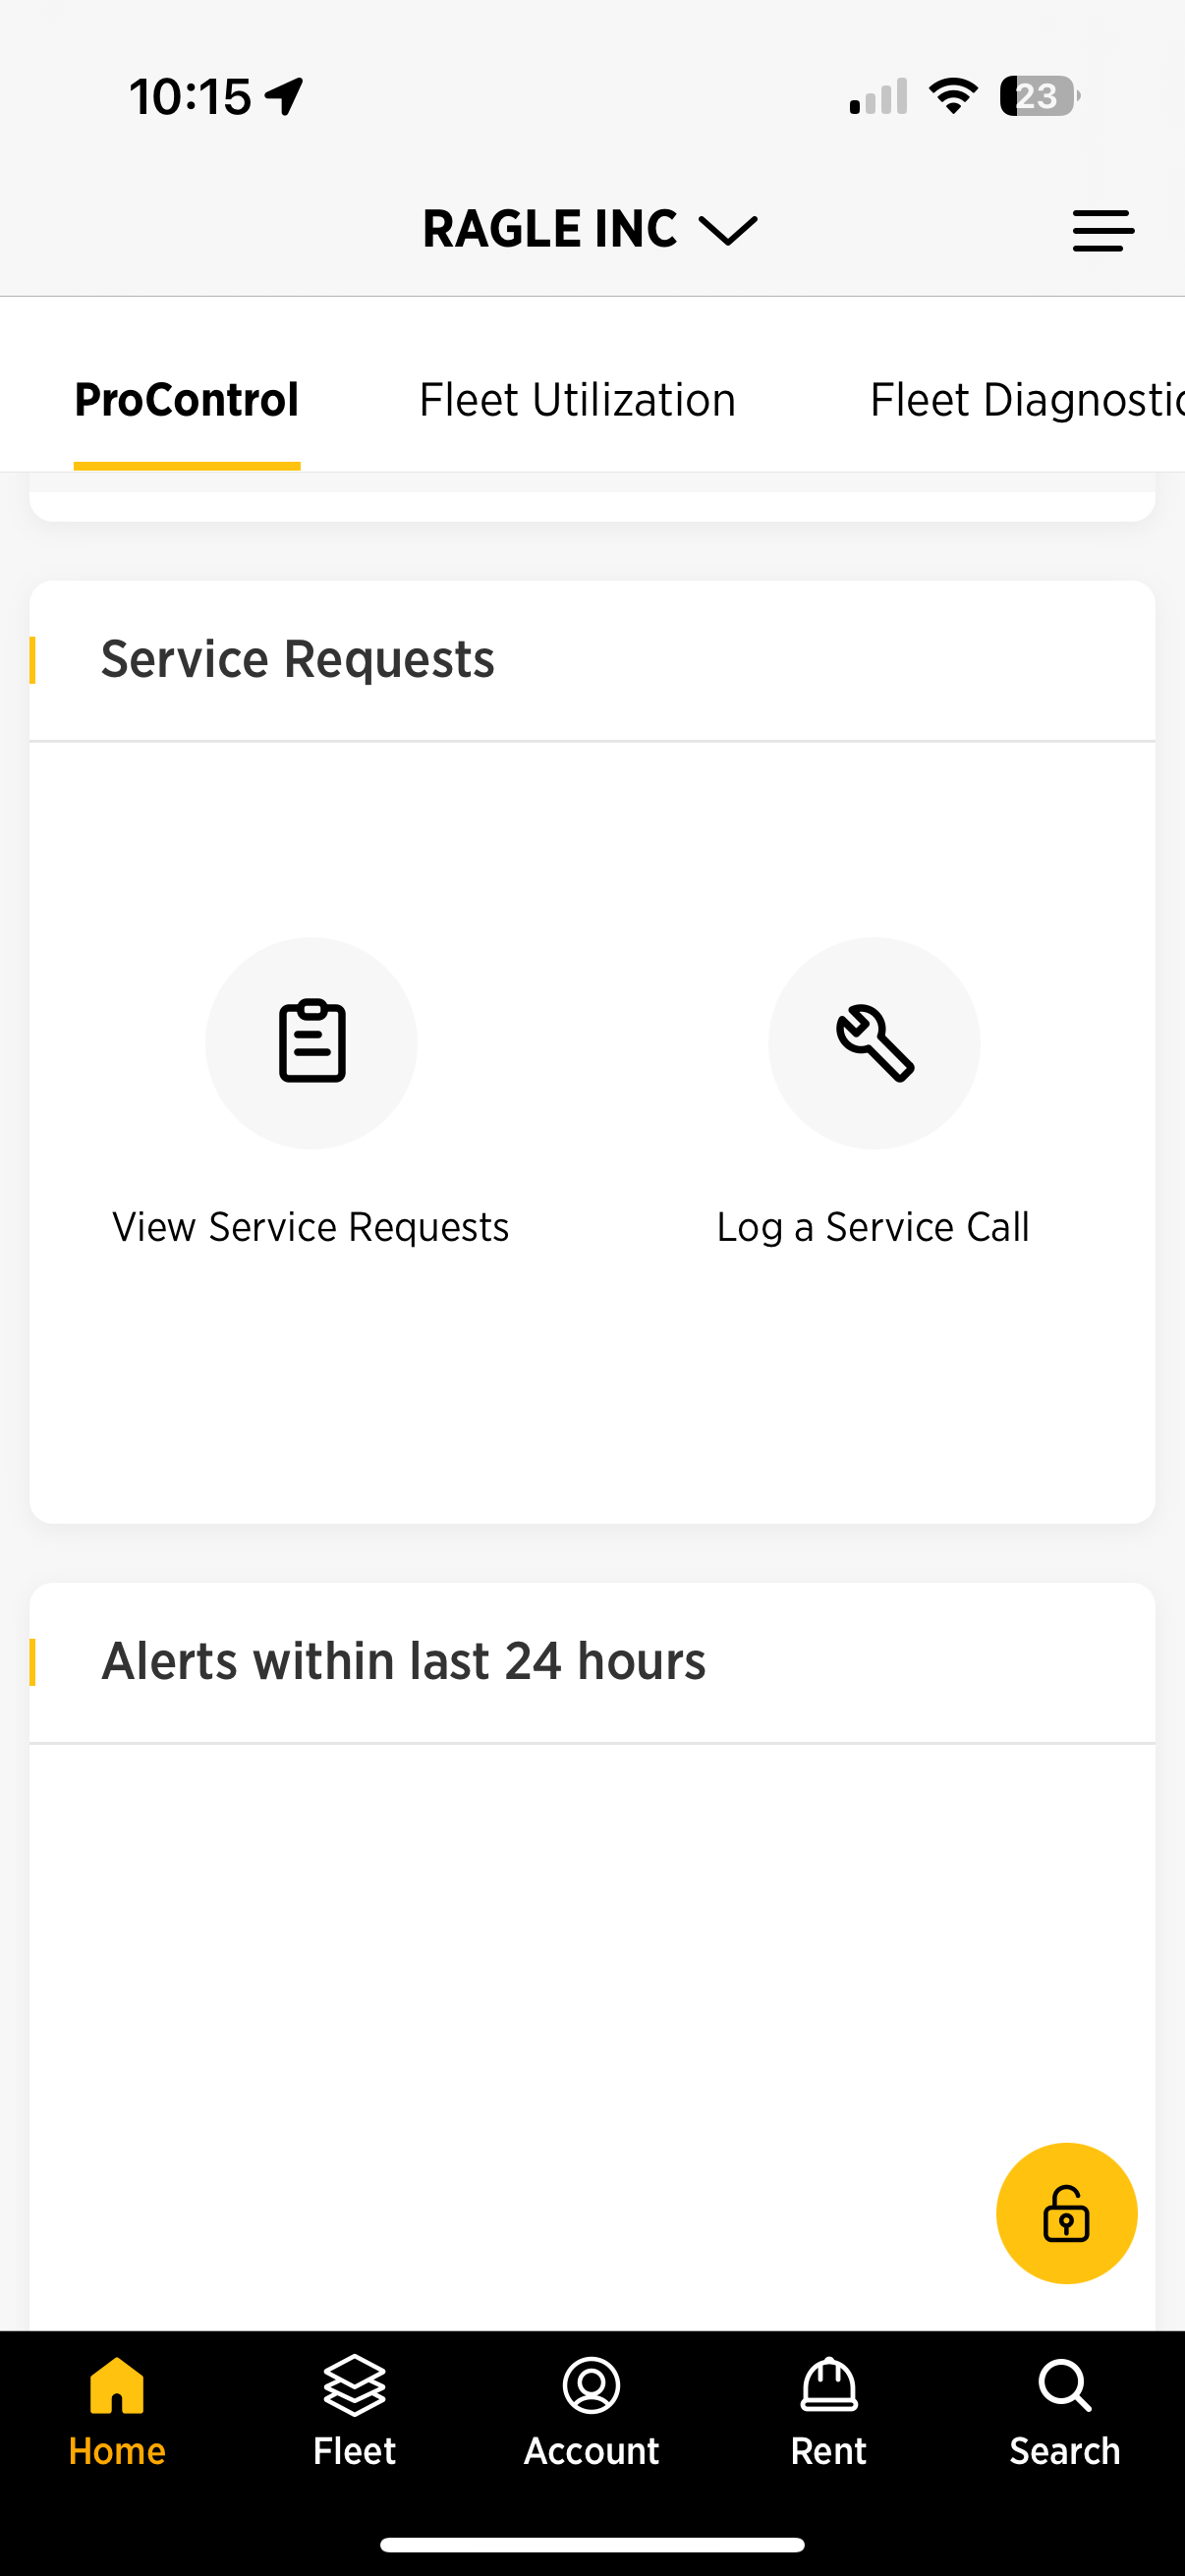 10:15
23
RAGLE INC
ProControl Fleet Utilization Fleet Diagnostic
Service Requests
View Service Requests Log a Service Call
Alerts within last 24 hours
Home Fleet Account Rent Search